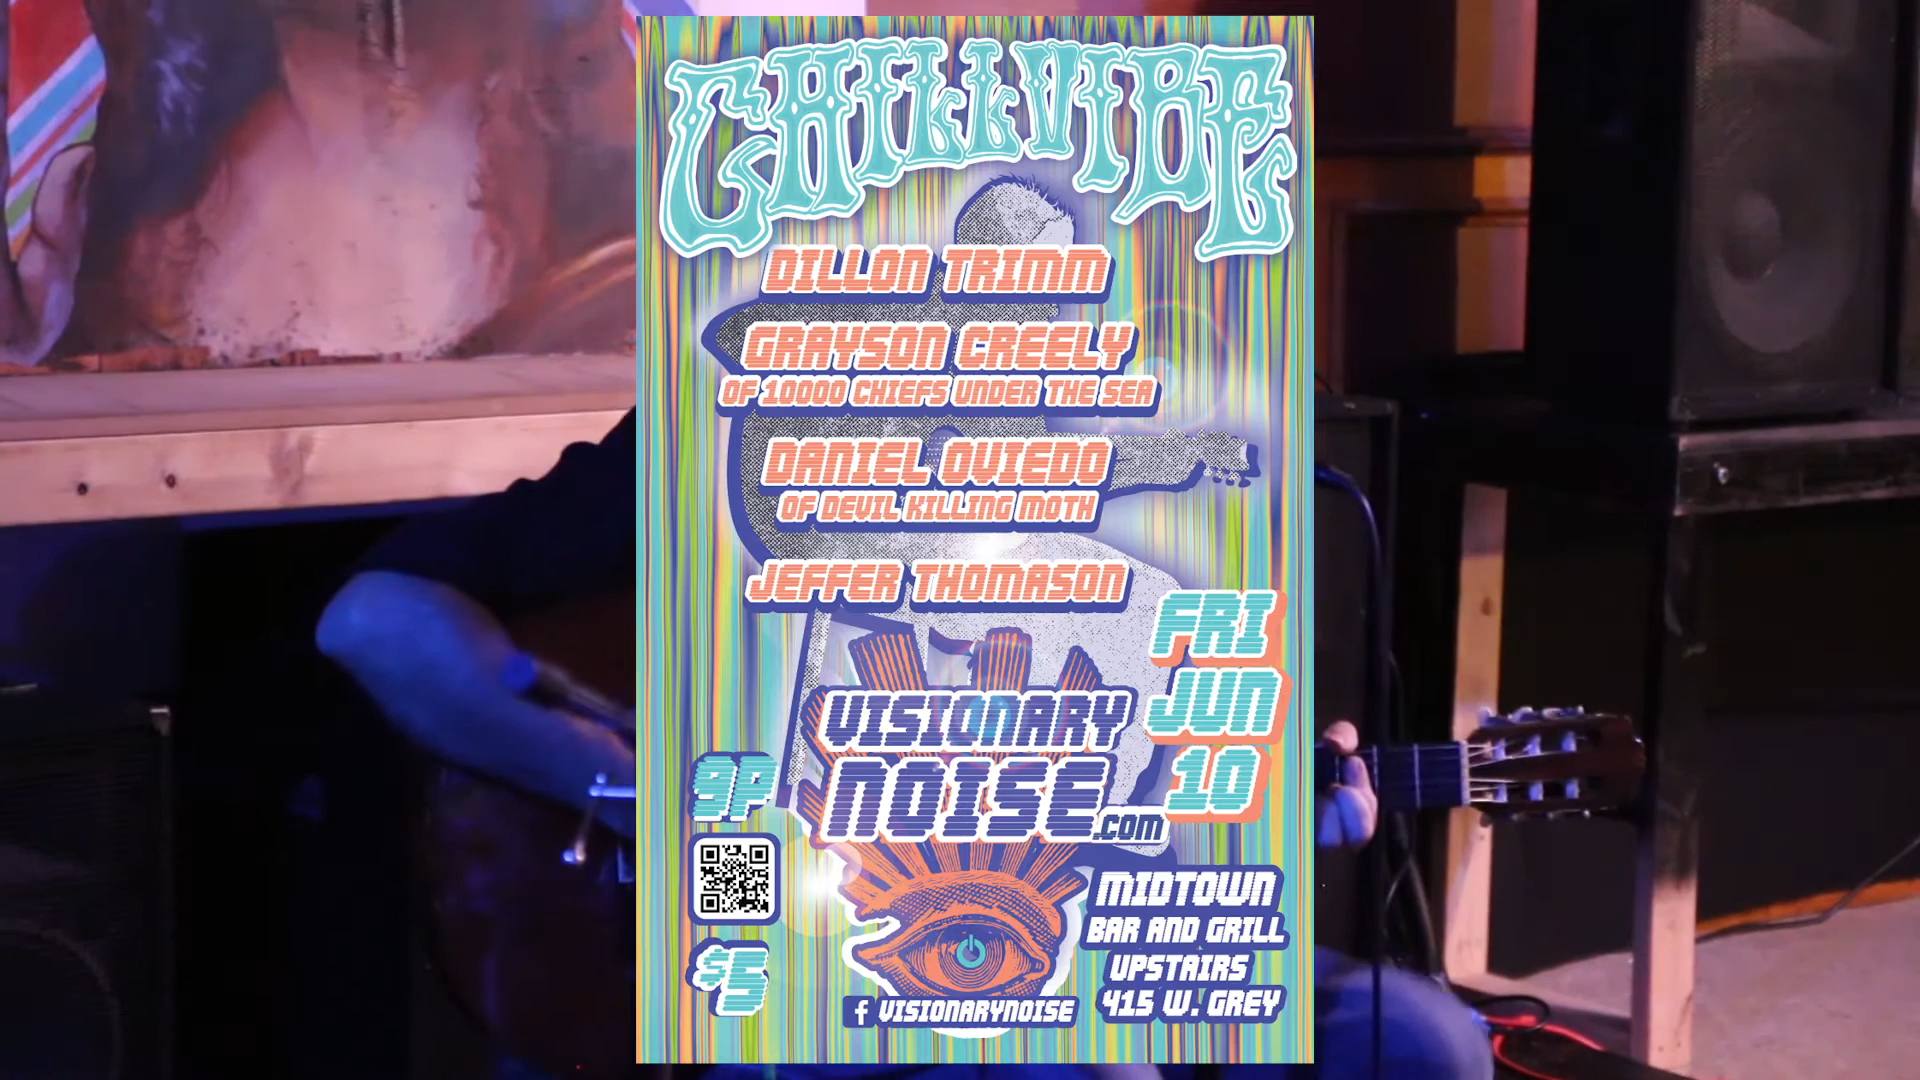 CHILLVIBE
DILLON TRIMM
GRAYSON CREELY
OF 10000 CHIEFS UNDER THE SEA
DANIEL OVIEDO
OF DEVIL KILLING MOTH
JEFFER THOMASON
FRI
JUN
10
VISIONARY
NOISE
.COM
9P
$5
MIDTOWN
BAR AND GRILL
UPSTAIRS
415 W. GREY
f VISIONARYNOISE